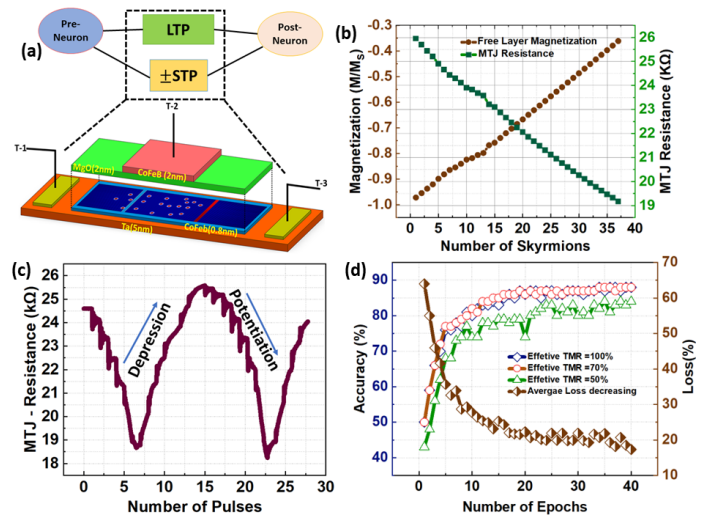 (a)
Pre-
Neuron
LTP
Post-
Neuron
±STP
T-2
T-1
MgO(2nm)
CoFeB (2nm)
T-3
Ta(5nm)
CoFeb(0.8nm)
(b)
Free Layer Magnetization
MTJ Resistance
Magnetization (M/MS)
-0.3
-0.4
-0.5
-0.6
-0.7
-0.8
-0.9
-1.0
0
10
20
30
40
Number of Skyrmions
26
25
24
23
22
21
20
19
MTJ Resistance (KΩ)
(c)
MTJ - Resistance (kΩ)
26
25
24
23
22
21
20
19
18
Depression
Potentiation
0
5
10
15
20
25
30
Number of Pulses
(d)
Accuracy (%)
90
80
70
60
50
40
Effetive TMR =100%
Effetive TMR =70%
Effetive TMR =50%
Avergae Loss decreasing
0
10
20
30
40
Number of Epochs
70
60
50
40
30
20
10
Loss(%)